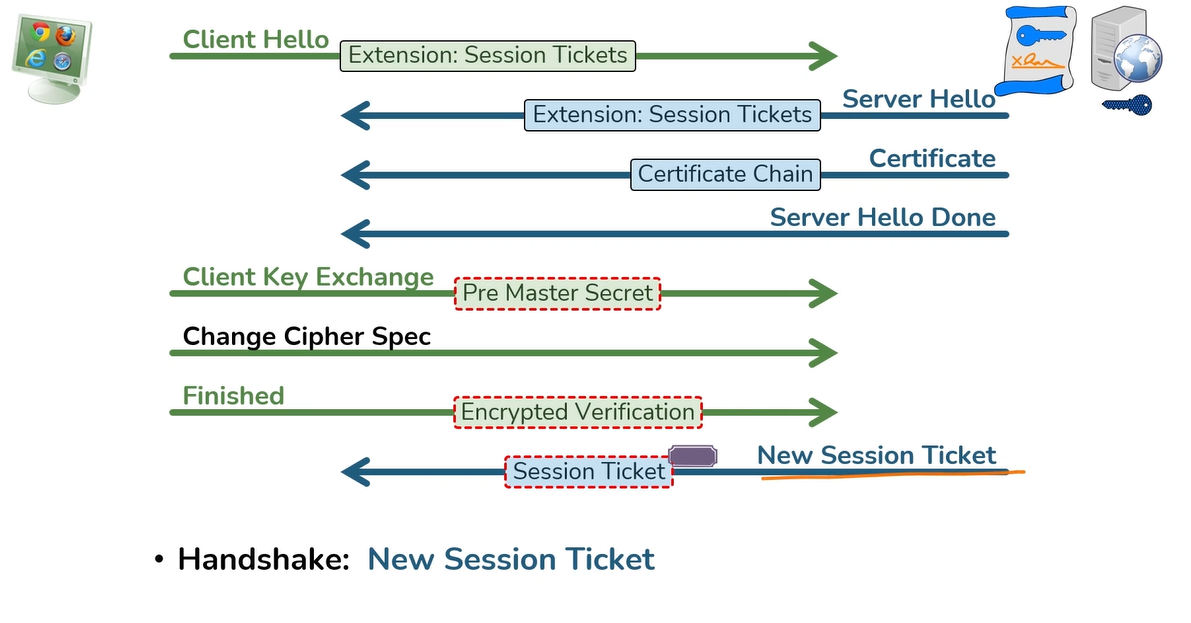 Client Hello
Extension: Session Tickets
Server Hello
Extension: Session Tickets
Certificate
Certificate Chain
Server Hello Done
Client Key Exchange
Pre Master Secret
Change Cipher Spec
Finished
Encrypted Verification
New Session Ticket
Session Ticket
• Handshake: New Session Ticket